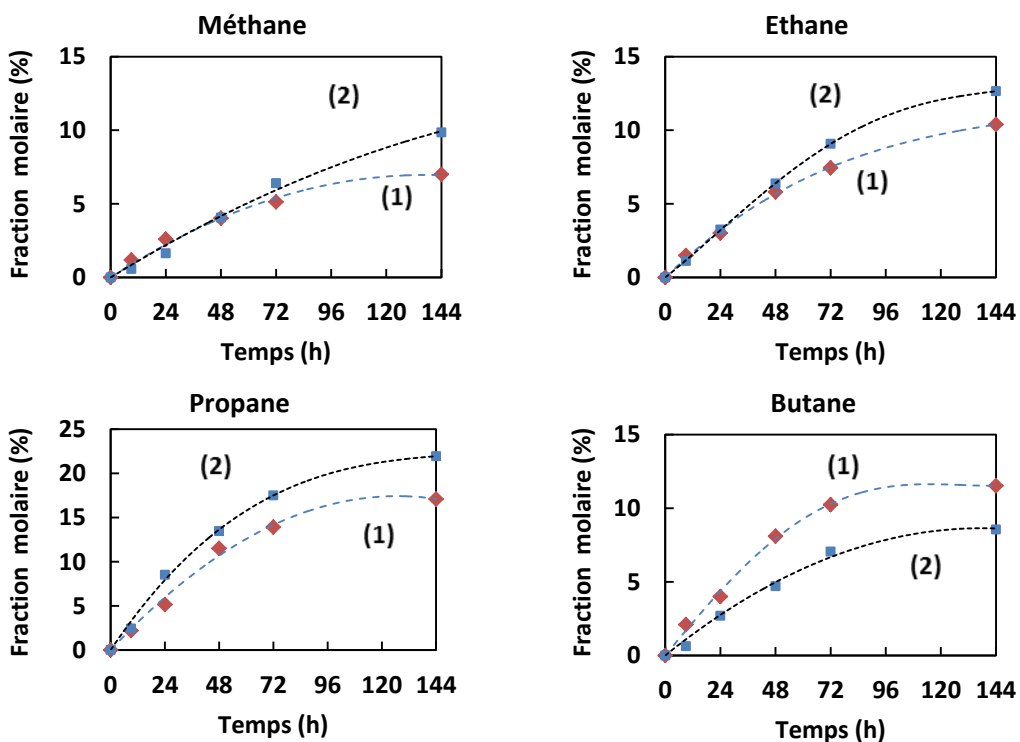 Méthane
Fraction molaire (%)
15
10
5
0
(2)
(1)
0 24 48 72 96 120 144
Temps (h)
Ethane
Fraction molaire (%)
15
10
5
0
(2)
(1)
0 24 48 72 96 120 144
Temps (h)
Propane
Fraction molaire (%)
25
20
15
10
5
0
(2)
(1)
0 24 48 72 96 120 144
Temps (h)
Butane
Fraction molaire (%)
15
10
5
0
(1)
(2)
0 24 48 72 96 120 144
Temps (h)